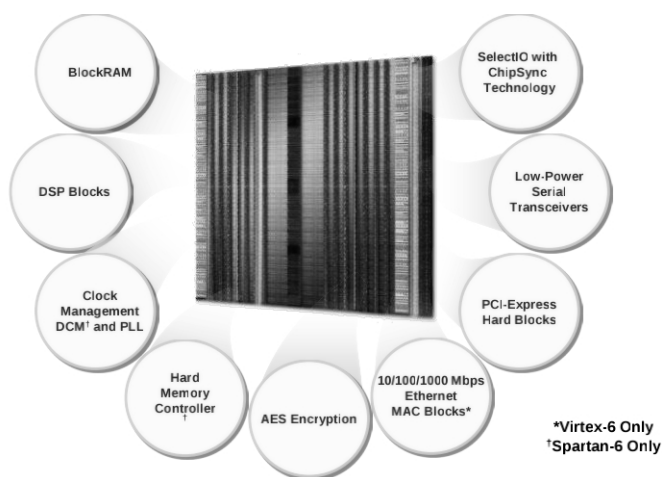 BlockRAM
DSP Blocks
Clock
Management
DCM† and PLL
Hard
Memory
Controller
†
AES Encryption
10/100/1000 Mbps
Ethernet
MAC Blocks*
PCI-Express
Hard Blocks
Low-Power
Serial
Transceivers
SelectIO with
ChipSync
Technology
*Virtex-6 Only
†Spartan-6 Only